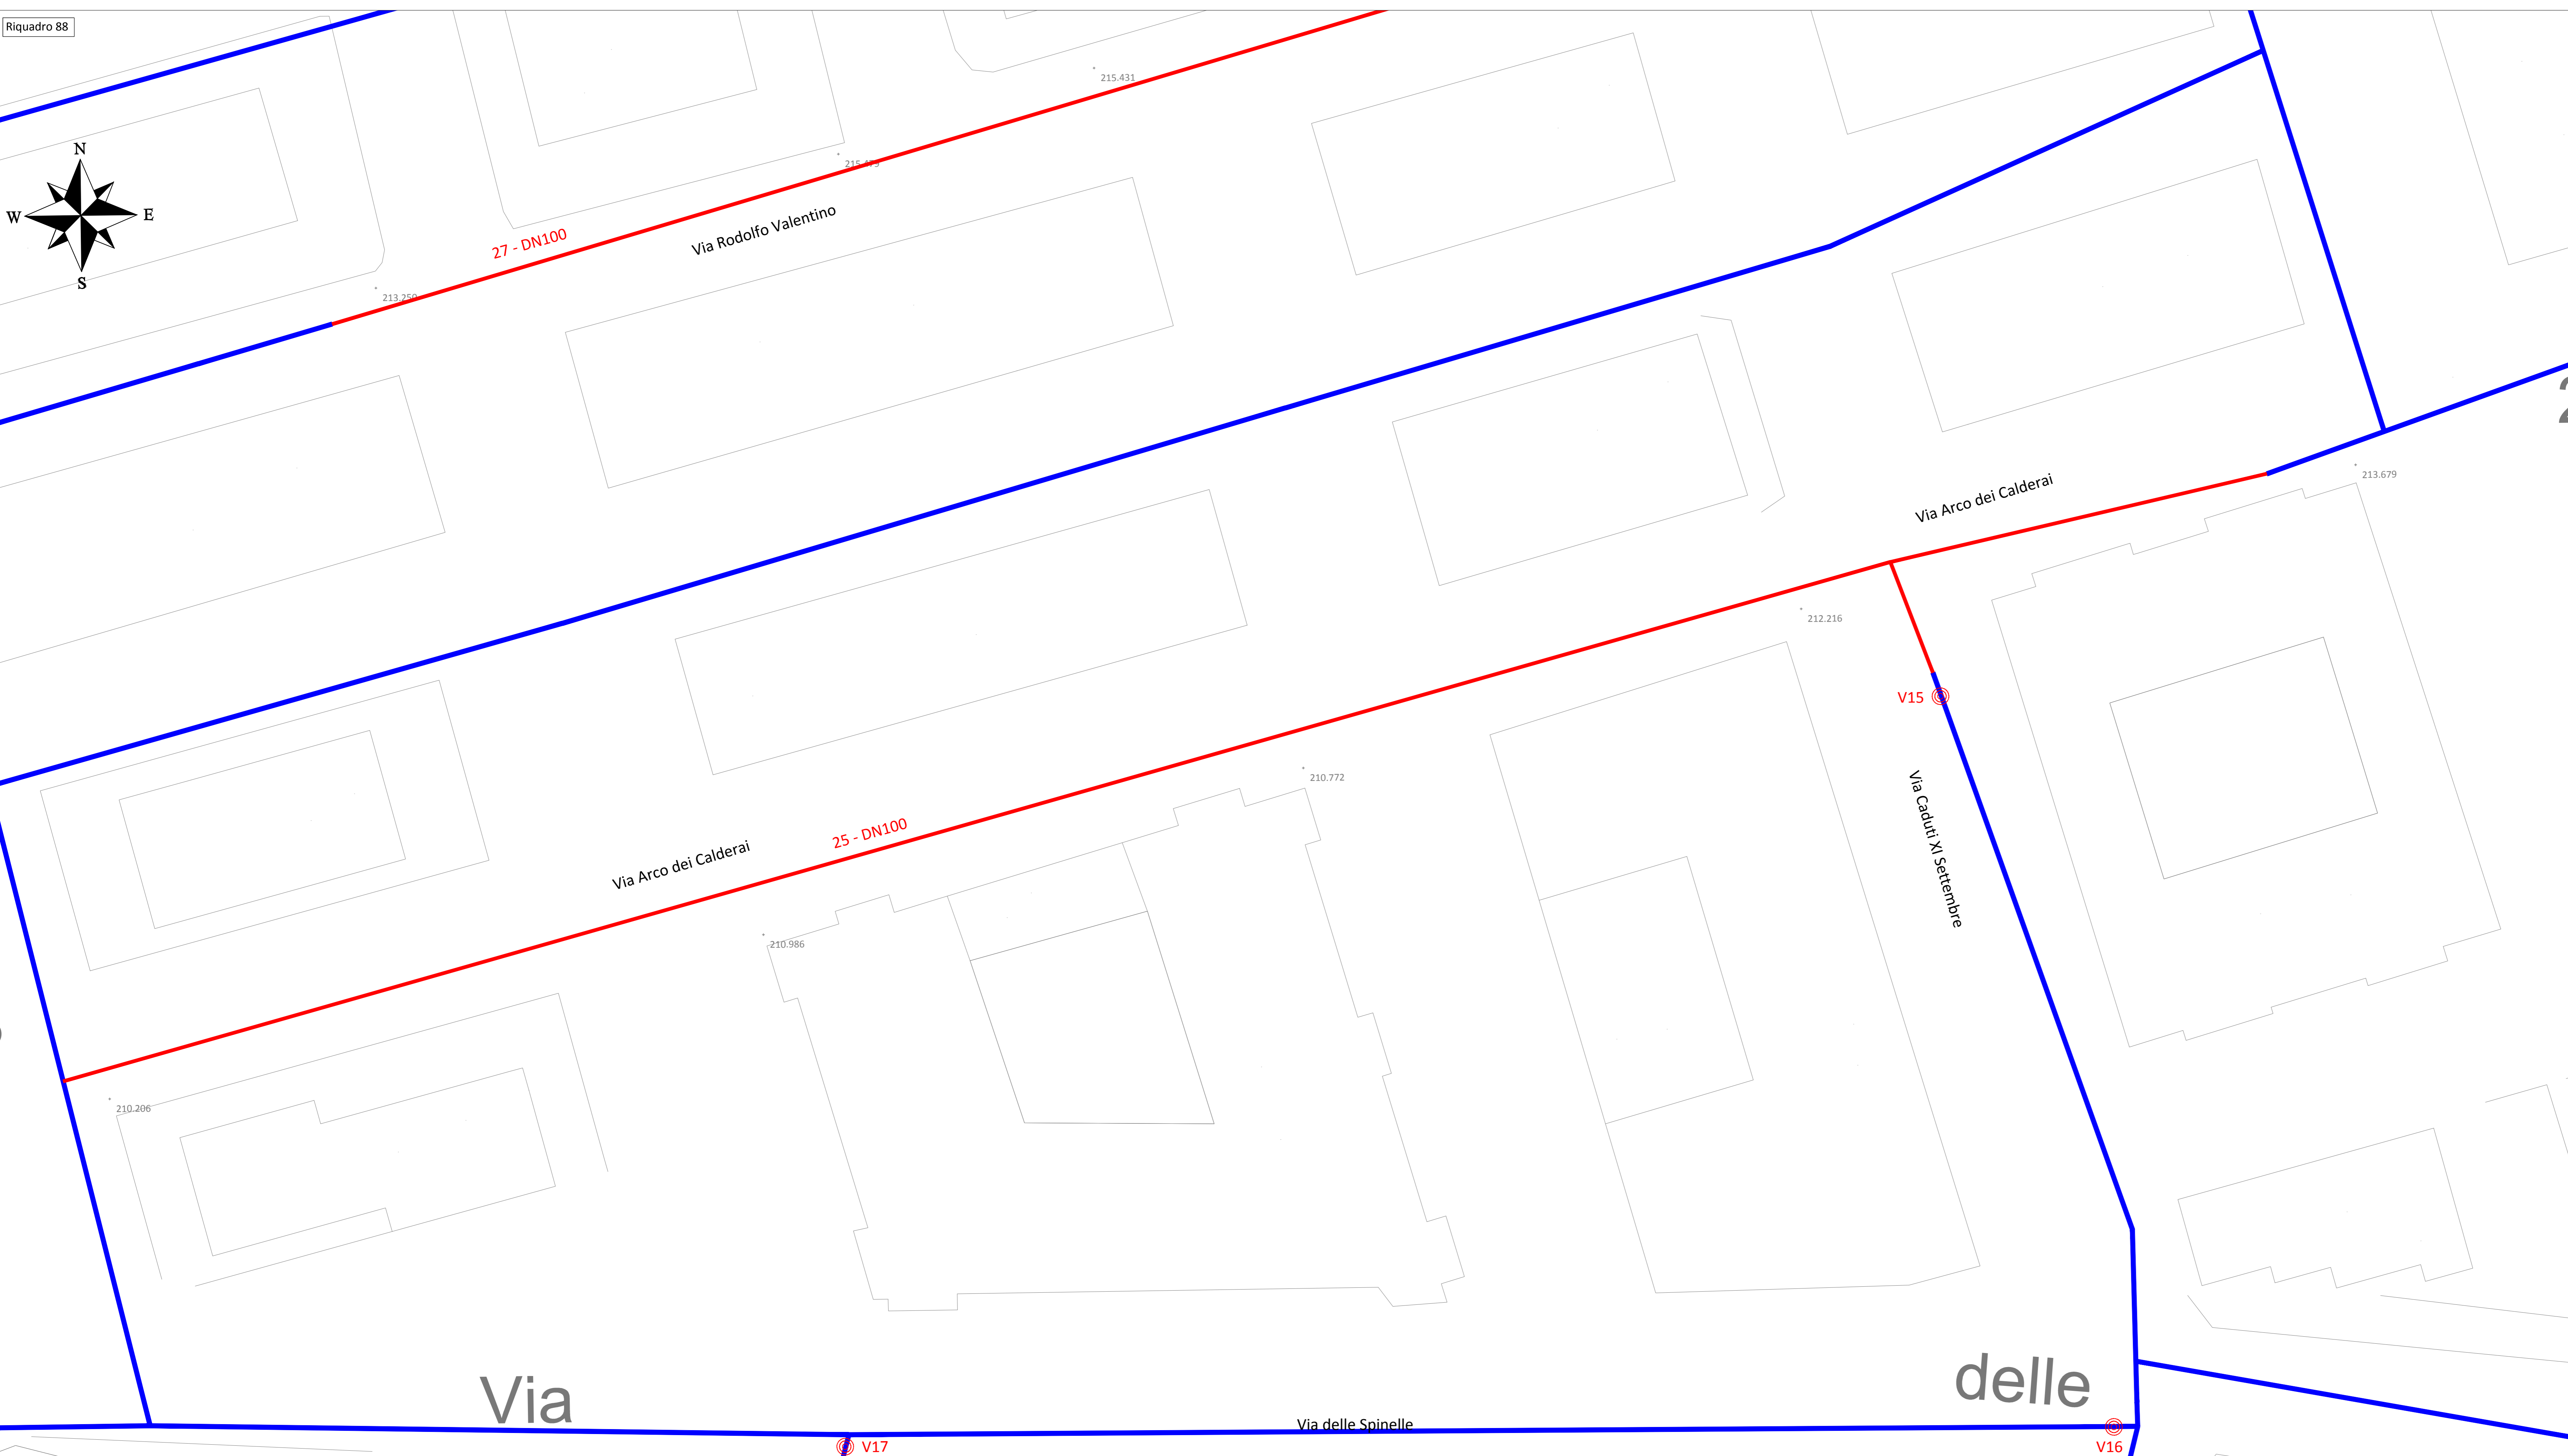 Riquadro 88
215.431
N
W
E
S
27 - DN100
Via Rodolfo Valentino
213.250
213.679
Via Arco dei Calderai
212.216
V15
210.772
Via Caduti XI Settembre
25 - DN100
Via Arco dei Calderai
210.986
210.206
Via
delle
Via delle Spinelle
V17
V16